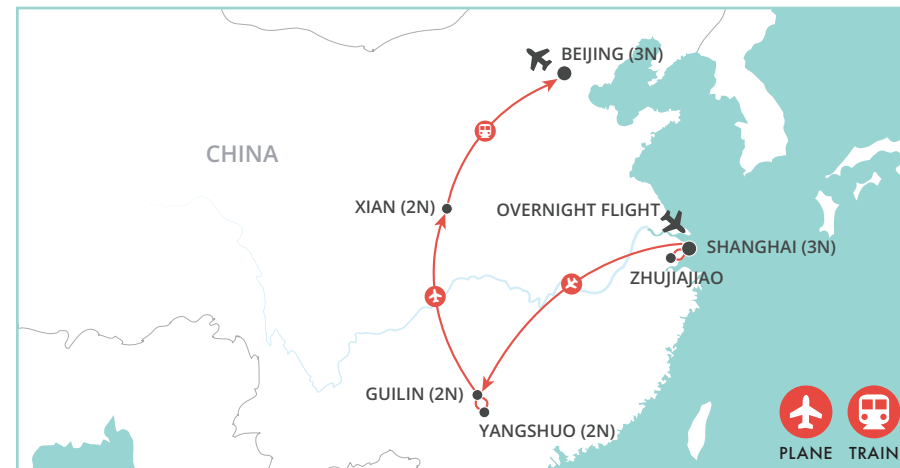 BEIJING (3N)
CHINA
XIAN (2N)
OVERNIGHT FLIGHT
SHANGHAI (3N)
ZHUJIAJIAO
GUILIN (2N)
YANGSHUO (2N)
PLANE TRAIN